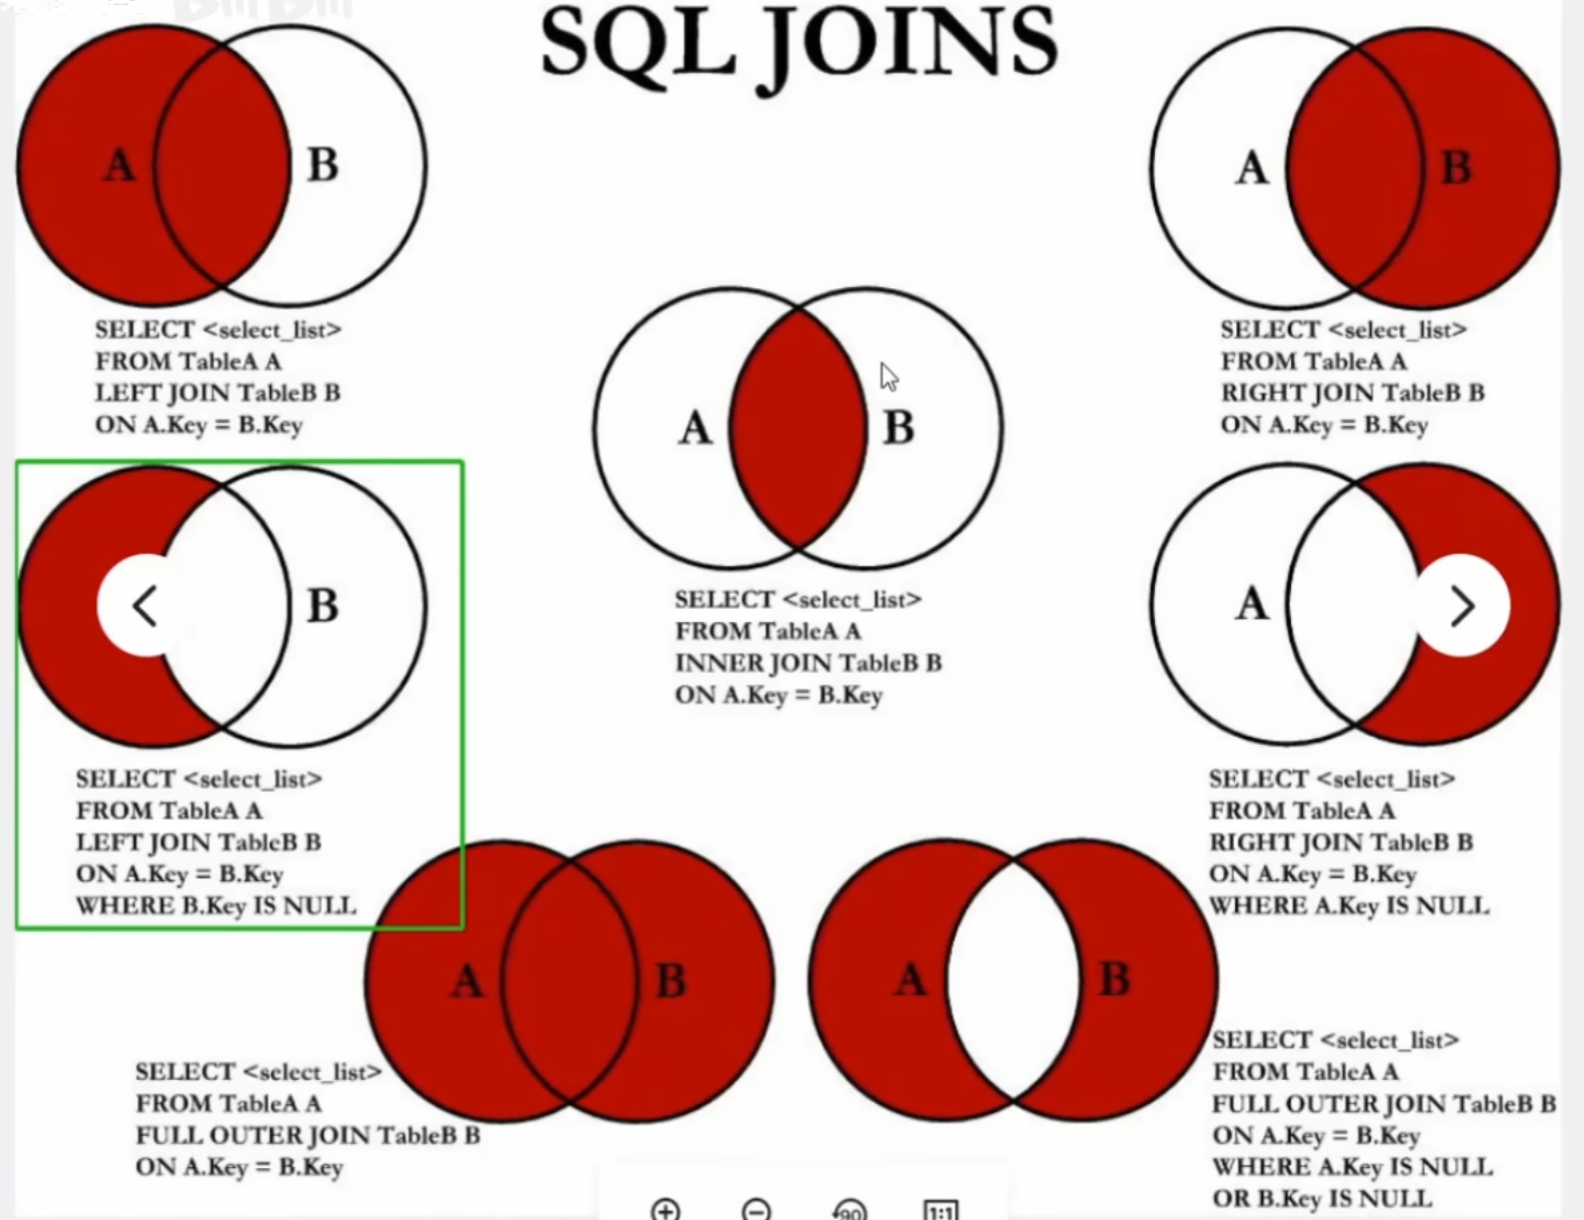 SQL JOINS
A
B
SELECT <select_list>
FROM TableA A
LEFT JOIN TableB B
ON A.Key = B.Key
A
B
SELECT <select_list>
FROM TableA A
RIGHT JOIN TableB B
ON A.Key = B.Key
A
B
SELECT <select_list>
FROM TableA A
INNER JOIN TableB B
ON A.Key = B.Key
B
SELECT <select_list>
FROM TableA A
LEFT JOIN TableB B
ON A.Key = B.Key
WHERE B.Key IS NULL
A
SELECT <select_list>
FROM TableA A
RIGHT JOIN TableB B
ON A.Key = B.Key
WHERE A.Key IS NULL
A
B
SELECT <select_list>
FROM TableA A
FULL OUTER JOIN TableB B
ON A.Key = B.Key
A
B
SELECT <select_list>
FROM TableA A
FULL OUTER JOIN TableB B
ON A.Key = B.Key
WHERE A.Key IS NULL
OR B.Key IS NULL
90
1:1